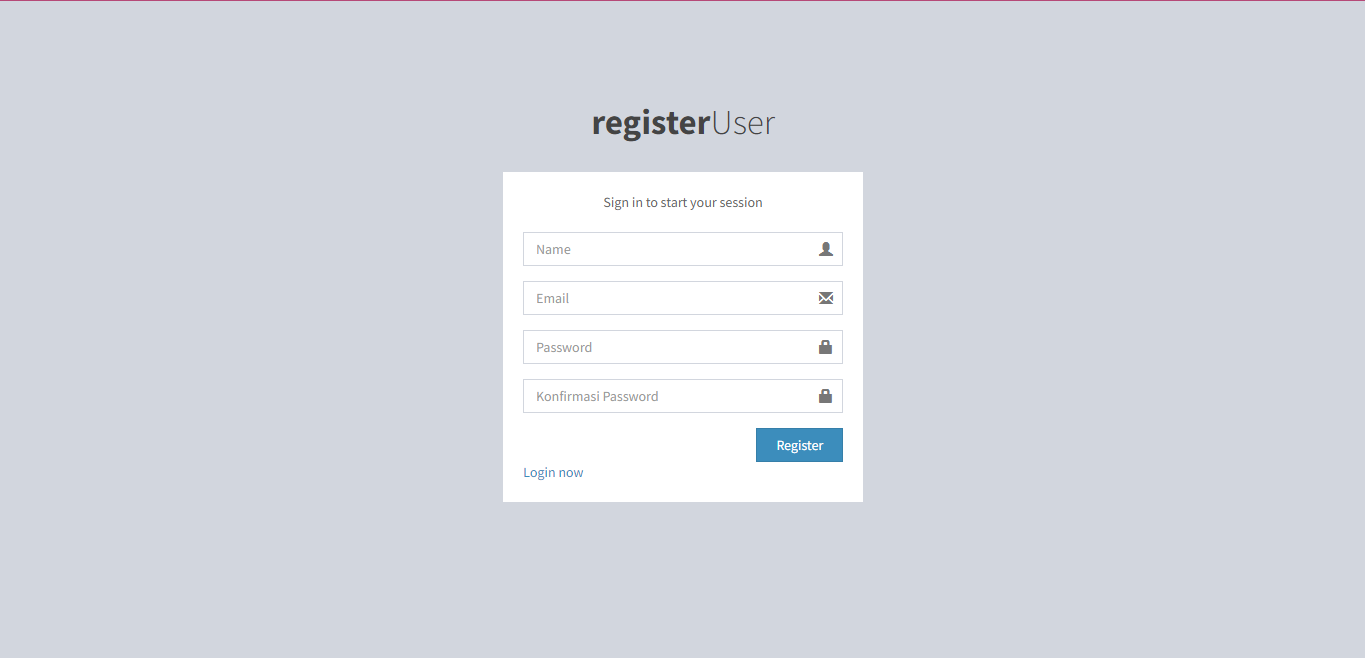 registerUser
Sign in to start your session
Name
Email
Password
Konfirmasi Password
Register
Login now